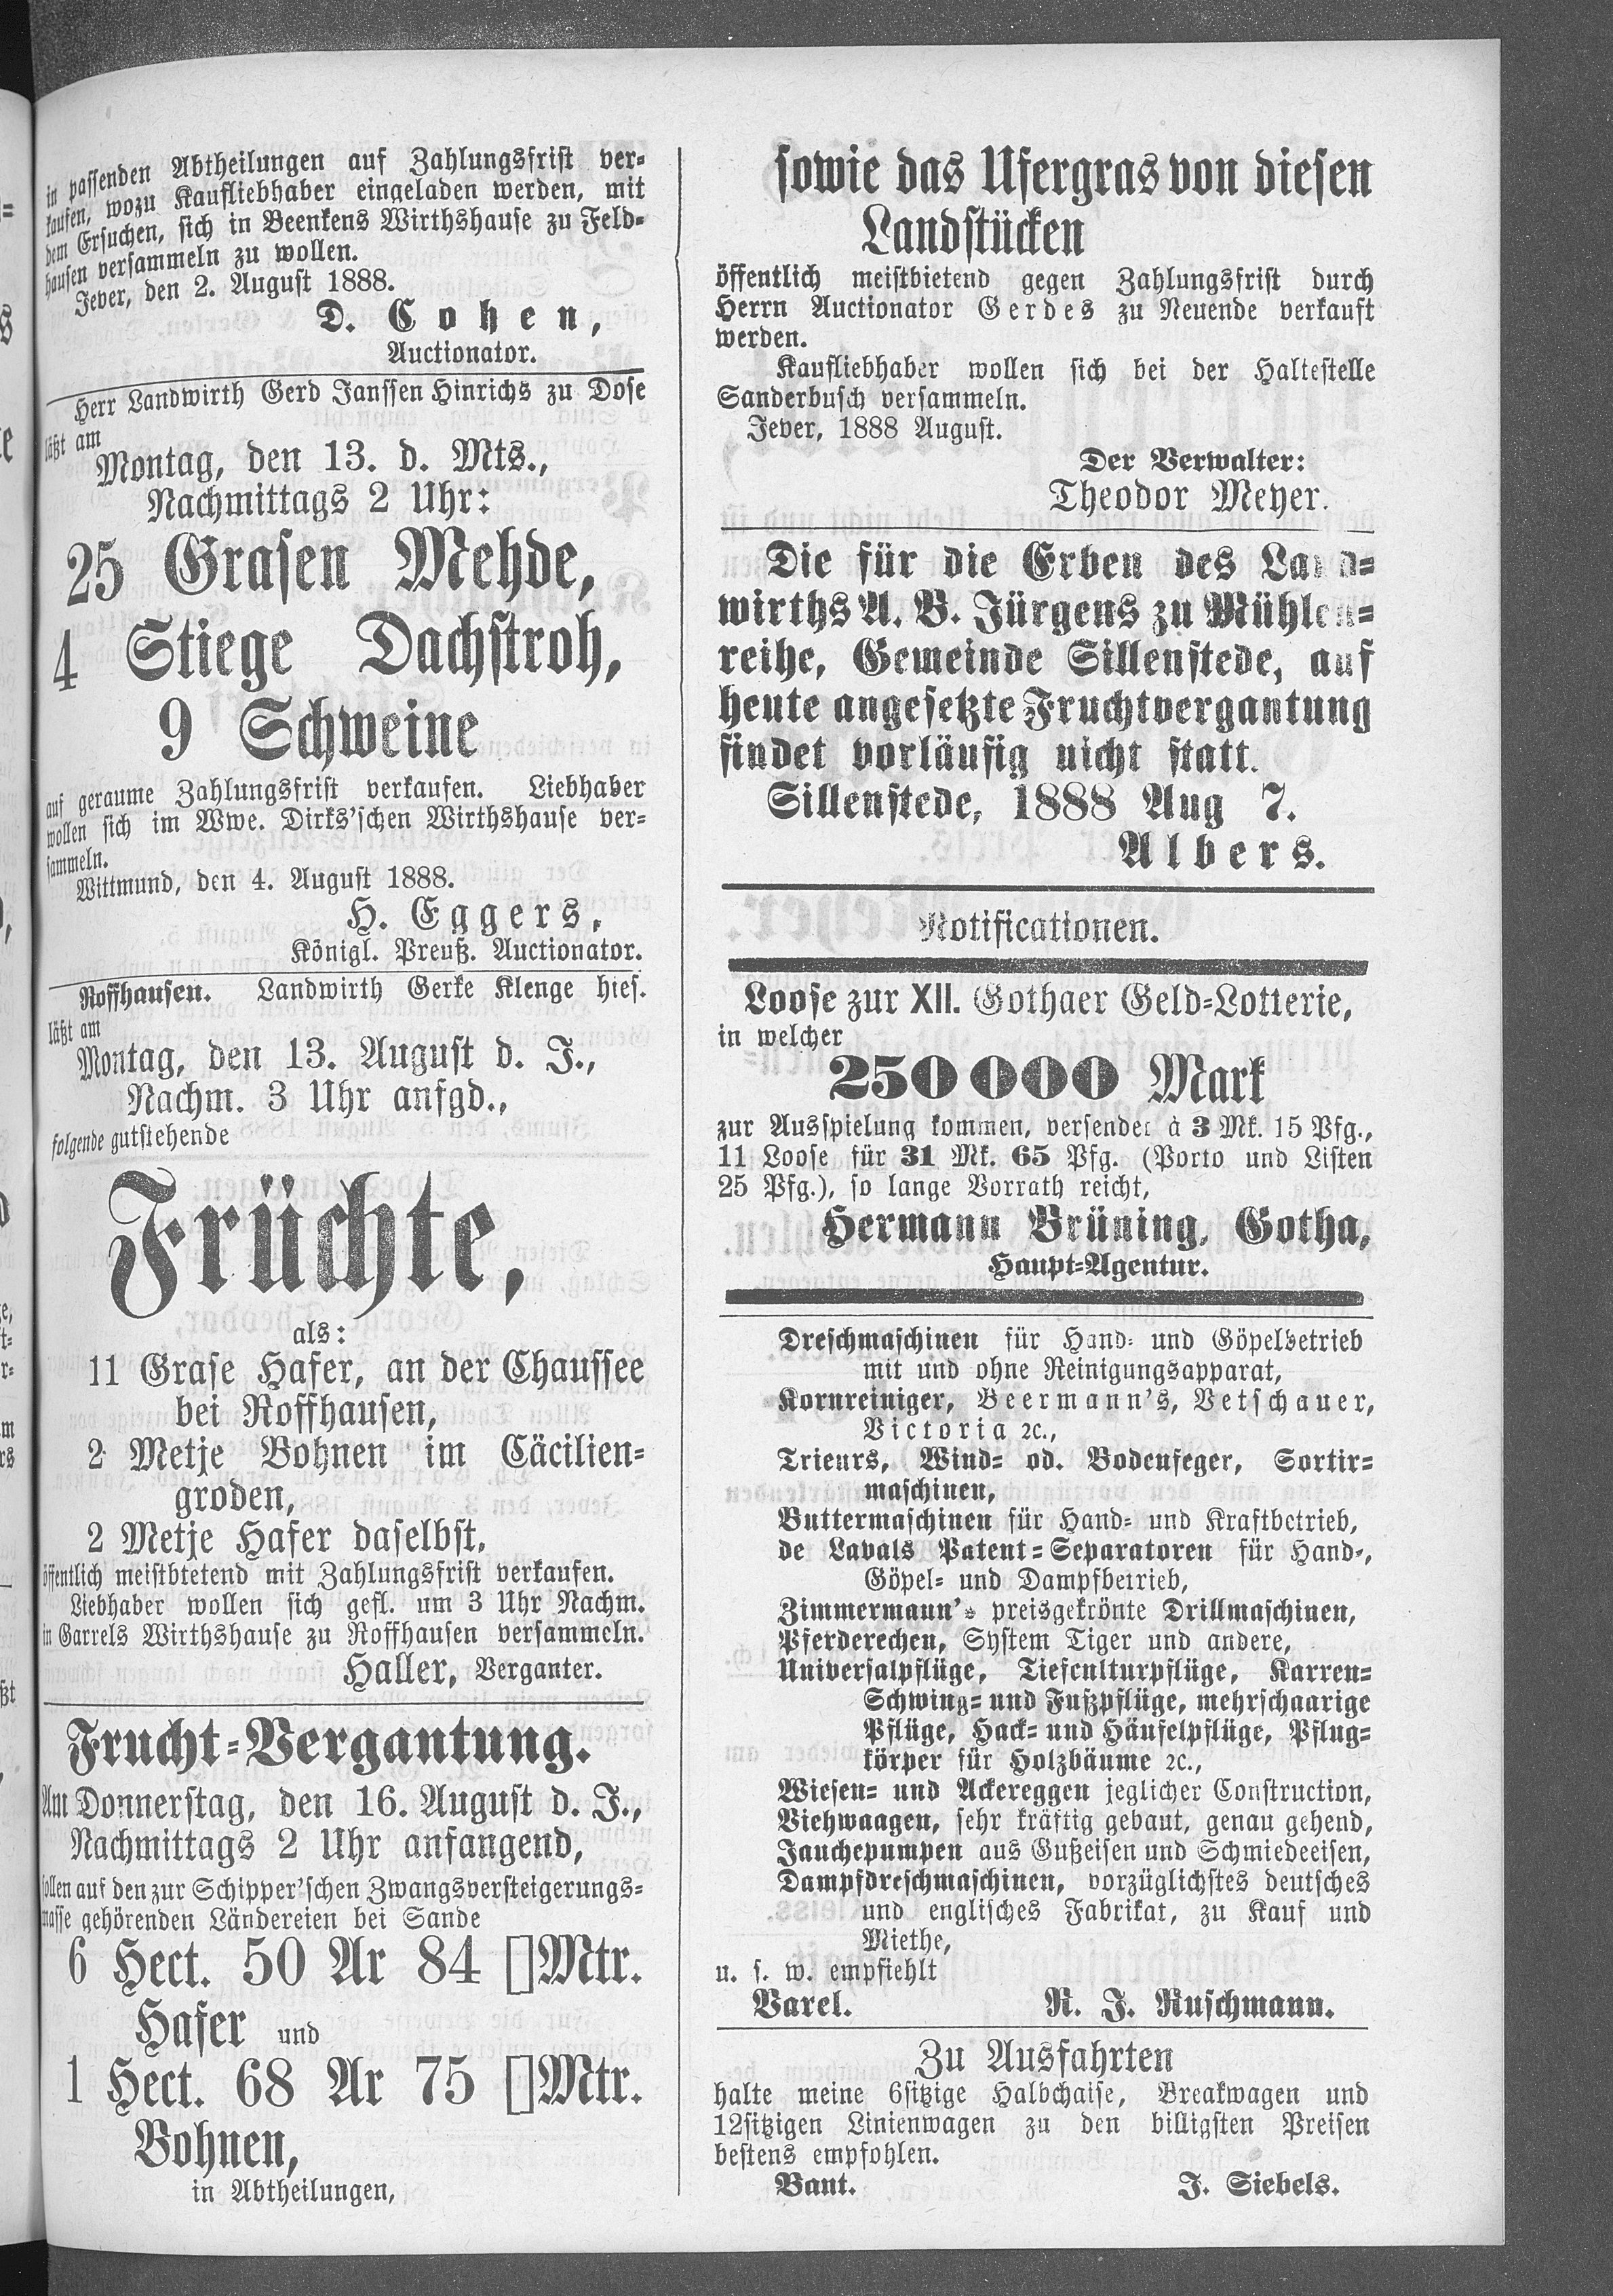 in passenden Abtheilungen auf Zahlungsfrist ver-
kaufen, wozu Kaufliebhaber eingeladen werden, mit
dem Ersuchen, sich in Beenkens Wirthshause zu Feld-
hausen versammeln zu wollen.
Jever, den 2. August 1888.
D. Cohen,
Auctionator.
Herr Landwirth Gerd Janssen Hinrichs zu Dose
läßt am
Montag, den 13. d. Mts.,
Nachmittags 2 Uhr:
25 Grasen Mehde,
4 Stiege Dachstroh,
9 Schweine
auf geraume Zahlungsfrist verkaufen. Liebhaber
wollen sich im Wwe. Dirks'schen Wirthshause ver-
sammeln.
Wittmund, den 4. August 1888.
H. Eggers,
Königl. Preuß. Auctionator.
Roffhausen. Landwirth Gerke Klenge hies.
läßt am
Montag, den 13. August d. J.,
Nachm. 3 Uhr anfgd.,
folgende gutstehende
Früchte,
als:
11 Grase Hafer, an der Chaussee
bei Roffhausen,
2 Metje Bohnen im Cäcilien-
groden,
2 Metje Hafer daselbst,
öffentlich meistbtetend mit Zahlungsfrist verkaufen.
Liebhaber wollen sich gefl. um 3 Uhr Nachm.
in Garrels Wirthshause zu Roffhausen versammeln.
Haller, Verganter.
Frucht-Vergantung.
Am Donnerstag, den 16. August d. J.,
Nachmittags 2 Uhr anfangend,
sollen auf den zur Schipper'schen Zwangsversteigerungs-
masse gehörenden Ländereien bei Sande
6 Hect. 50 Ar 84 □Mtr.
Hafer und
1 Hect. 68 Ar 75 □Mtr.
Bohnen,
in Abtheilungen,
sowie das Ufergras von diesen
Landstücken
öffentlich meistbietend gegen Zahlungsfrist durch
Herrn Auctionator Gerdes zu Neuende verkauft
werden.
Kaufliebhaber wollen sich bei der Haltestelle
Sanderbusch versammeln.
Jever, 1888 August.
Der Verwalter:
Theodor Meyer.
Die für die Erben des Land-
wirths A. B. Jürgens zu Mühlen-
reihe, Gemeinde Sillenstede, auf
heute angesetzte Fruchtvergantung
findet vorläufig nicht statt.
Sillenstede, 1888 Aug 7.
Albers.
Notificationen.
Loose zur XII. Gothaer Geld-Lotterie,
in welcher
250 000 Mark
zur Ausspielung kommen, versendet à 3 Mk. 15 Pfg.,
11 Loose für 31 Mk. 65 Pfg. (Porto und Listen
25 Pfg.), so lange Vorrath reicht,
Hermann Brüning, Gotha,
Haupt-Agentur.
Dreschmaschinen für Hand- und Göpelbetrieb
mit und ohne Reinigungsapparat,
Kornreiniger, Beermann's, Vetschauer,
Victoria ꝛc.,
Trieurs, Wind- od. Bodenfeger, Sortir-
maschinen,
Buttermaschinen für Hand- und Kraftbetrieb,
de Lavals Patent-Separatoren für Hand-,
Göpel- und Dampfbetrieb,
Zimmermann's preisgekrönte Drillmaschinen,
Pferderechen, System Tiger und andere,
Universalpflüge, Tiefculturpflüge, Karren-
Schwing- und Fußpflüge, mehrschaarige
Pflüge, Hack- und Häufelpflüge, Pflug-
körper für Holzbäume ꝛc.,
Wiesen- und Ackereggen jeglicher Construction,
Viehwaagen, sehr kräftig gebaut, genau gehend,
Jauchepumpen aus Gußeisen und Schmiedeeisen,
Dampfdreschmaschinen, vorzüglichstes deutsches
und englisches Fabrikat, zu Kauf und
Miethe,
u. s. w. empfiehlt
Varel. R. J. Ruschmann.
Zu Ausfahrten
halte meine 6sitzige Halbchaise, Breakwagen und
12sitzigen Linienwagen zu den billigsten Preisen
bestens empfohlen.
Bant. J. Siebels.